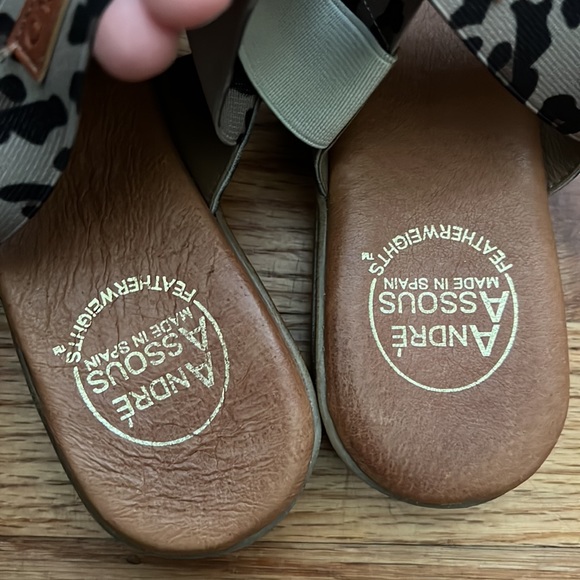 ANDRÉ
ASSOUS
MADE IN SPAIN
FEATHERWEIGHTS™
ANDRÉ
ASSOUS
MADE IN SPAIN
FEATHERWEIGHTS™